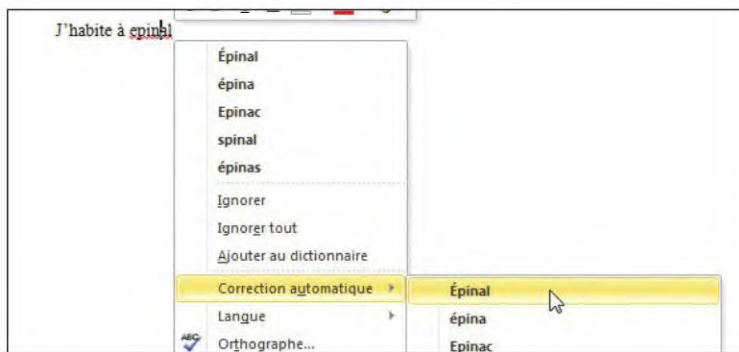 J'habite à epinal
Épinal
épina
Epinac
spinal
épinas
Ignorer
Ignorer tout
Ajouter au dictionnaire
Correction automatique
Épinal
Langue
épina
ABC Orthographe...
Epinac